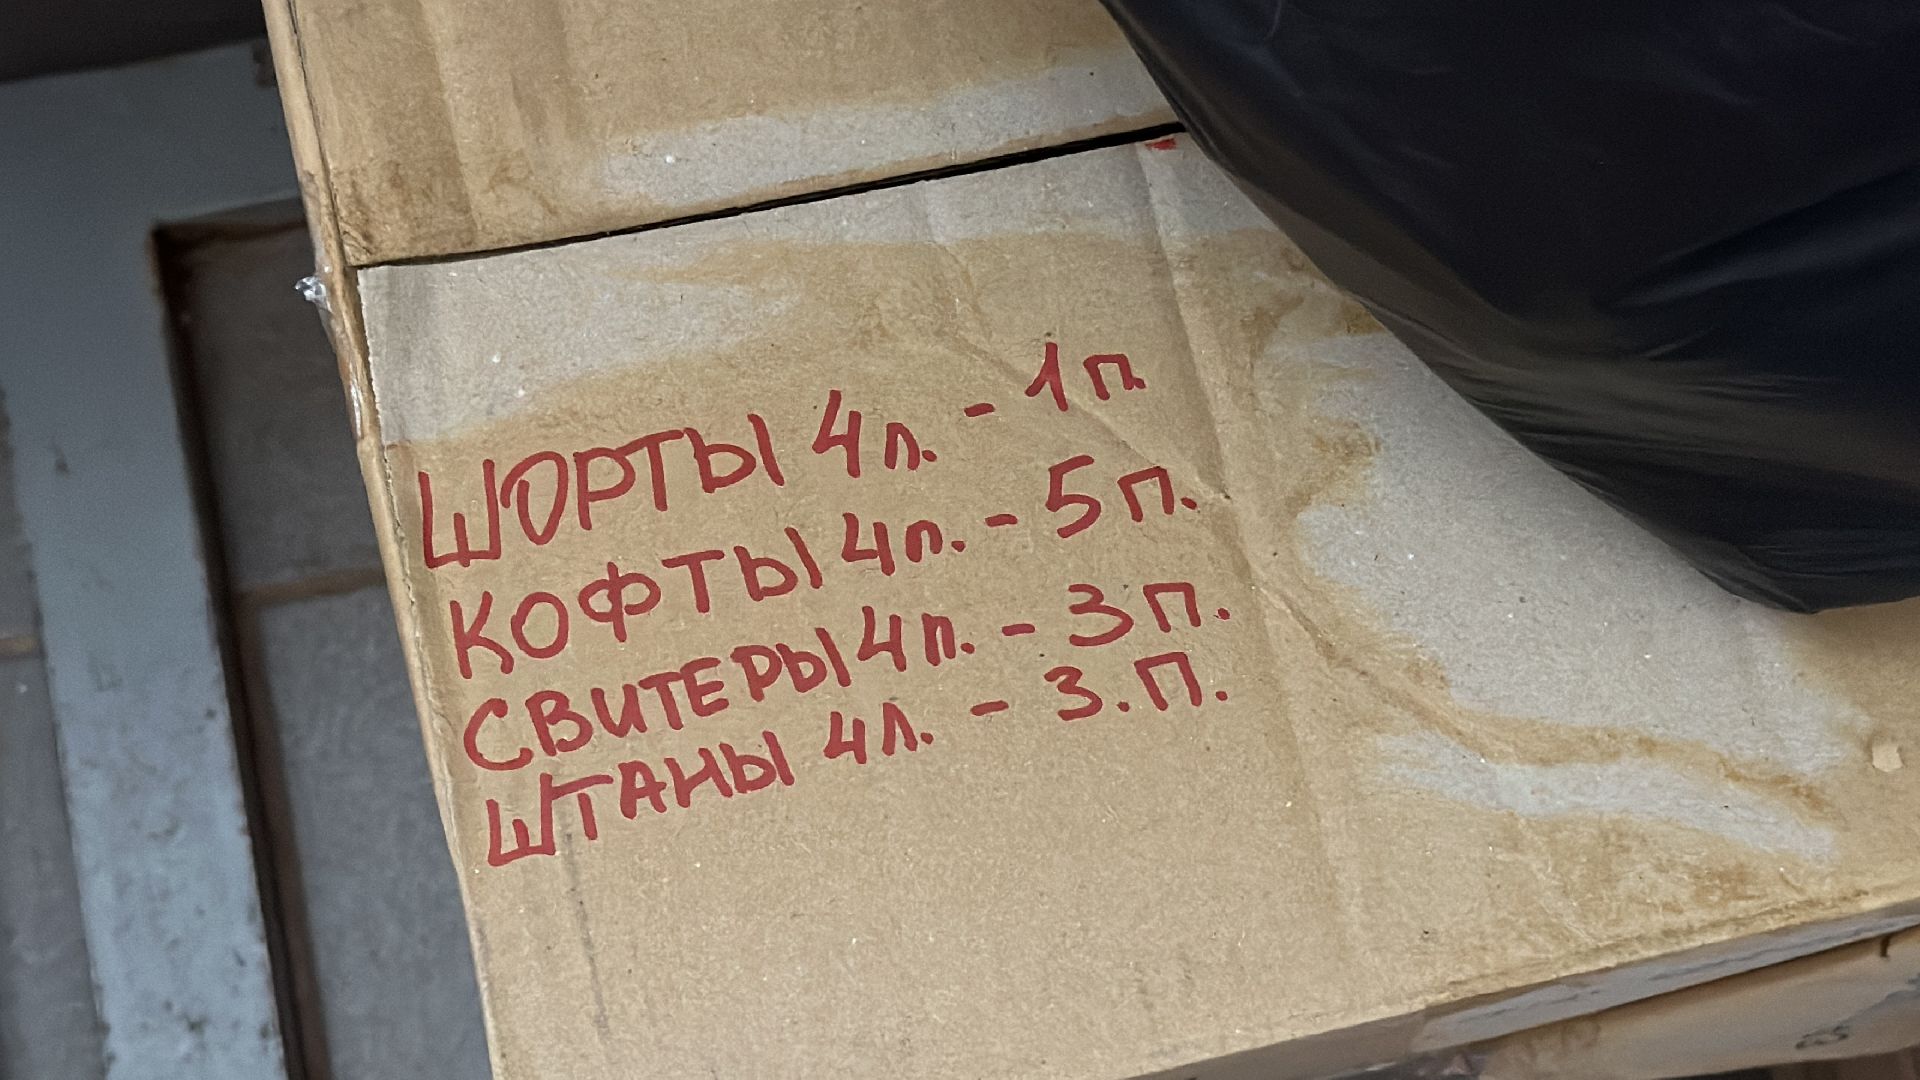 ШОРТЫ 4л. - 1п.
КОФТЫ 4л. - 5п.
СВИТЕРЫ 4л. - 3п.
ШТАНЫ 4л. - 3.П.